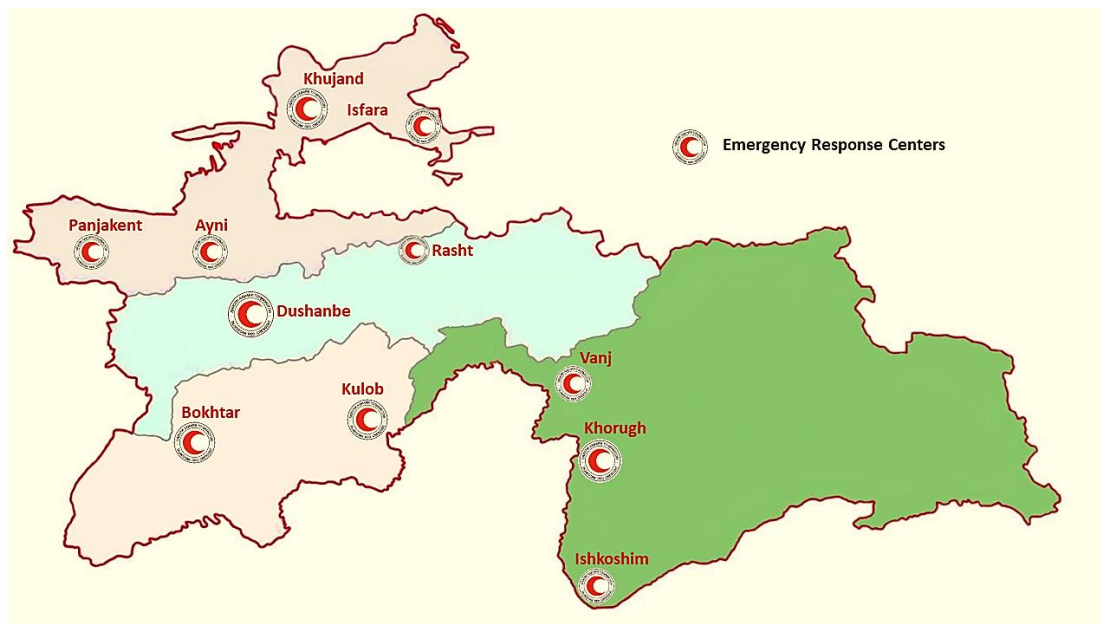 Khujand
Isfara
Emergency Response Centers
Panjakent
Ayni
Rasht
Dushanbe
Vanj
Kulob
Bokhtar
Khorugh
Ishkoshim